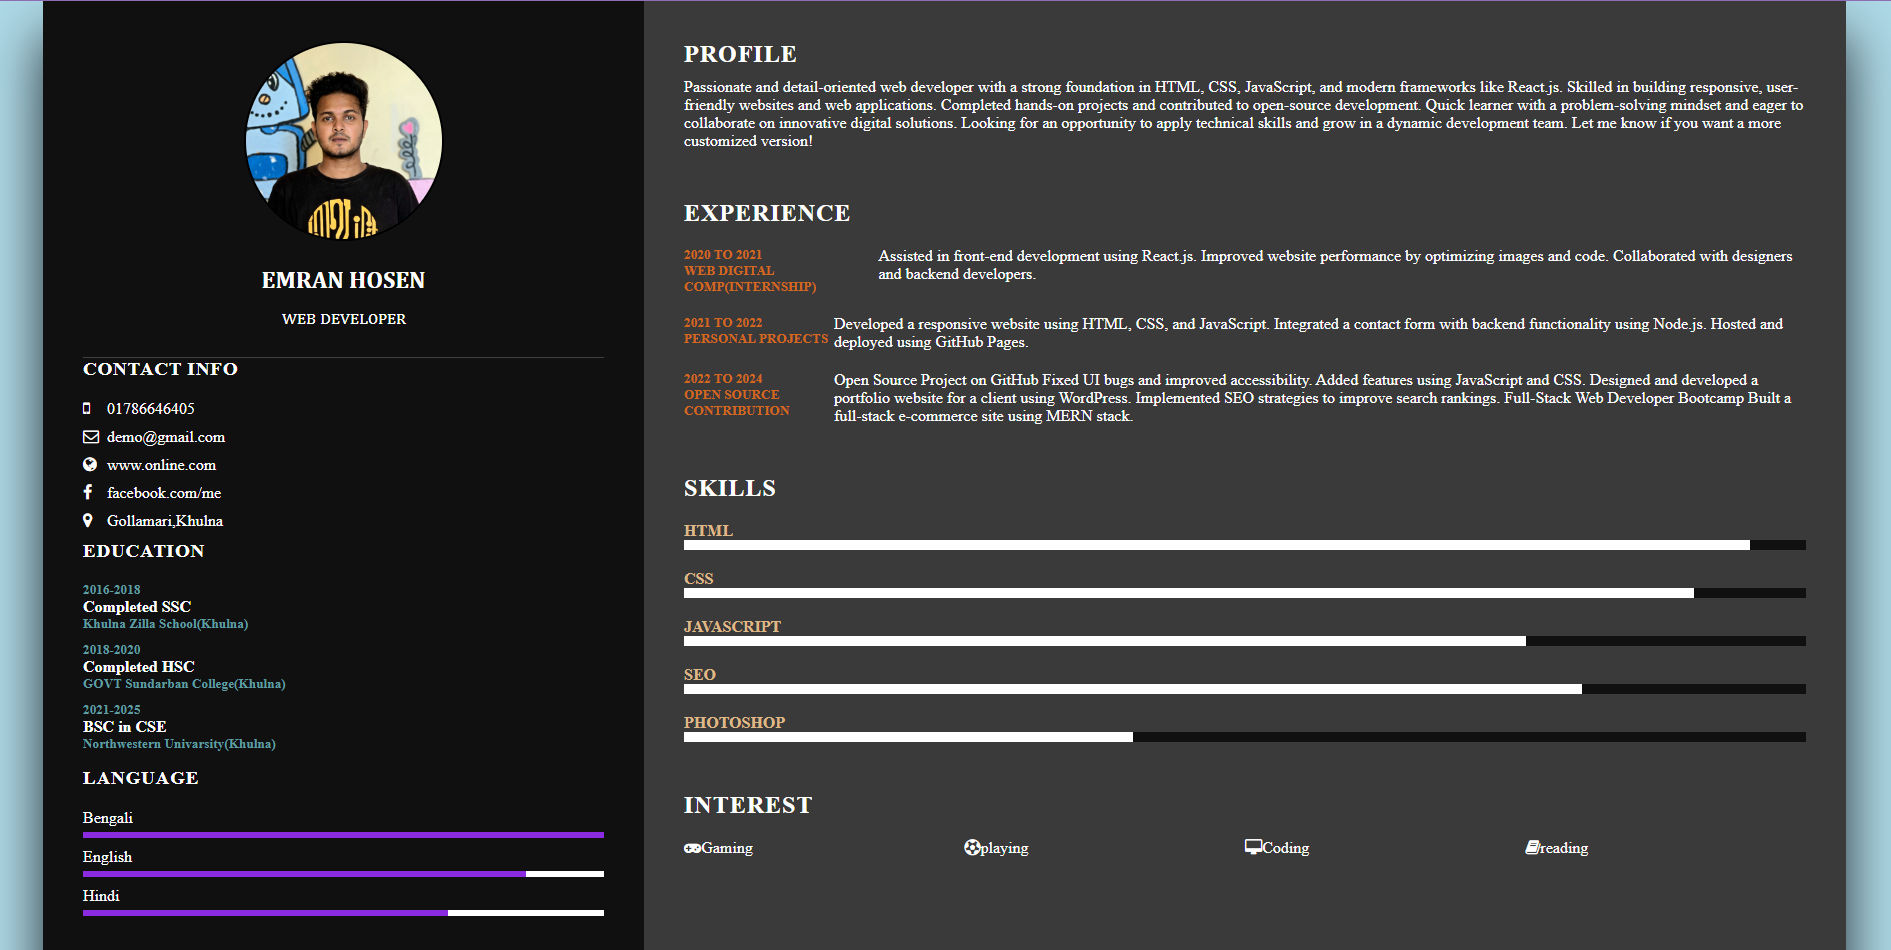 EMRAN HOSEN
WEB DEVELOPER
CONTACT INFO
01786646405
demo@gmail.com
www.online.com
facebook.com/me
Gollamari,Khulna
EDUCATION
2016-2018
Completed SSC
Khulna Zilla School(Khulna)
2018-2020
Completed HSC
GOVT Sundarban College(Khulna)
2021-2025
BSC in CSE
Northwestern Univarsity(Khulna)
LANGUAGE
Bengali
English
Hindi
PROFILE
Passionate and detail-oriented web developer with a strong foundation in HTML, CSS, JavaScript, and modern frameworks like React.js. Skilled in building responsive, user-
friendly websites and web applications. Completed hands-on projects and contributed to open-source development. Quick learner with a problem-solving mindset and eager to
collaborate on innovative digital solutions. Looking for an opportunity to apply technical skills and grow in a dynamic development team. Let me know if you want a more
customized version!
EXPERIENCE
2020 TO 2021
WEB DIGITAL
COMP(INTERNSHIP)
Assisted in front-end development using React.js. Improved website performance by optimizing images and code. Collaborated with designers
and backend developers.
2021 TO 2022
PERSONAL PROJECTS
Developed a responsive website using HTML, CSS, and JavaScript. Integrated a contact form with backend functionality using Node.js. Hosted and
deployed using GitHub Pages.
2022 TO 2024
OPEN SOURCE
CONTRIBUTION
Open Source Project on GitHub Fixed UI bugs and improved accessibility. Added features using JavaScript and CSS. Designed and developed a
portfolio website for a client using WordPress. Implemented SEO strategies to improve search rankings. Full-Stack Web Developer Bootcamp Built a
full-stack e-commerce site using MERN stack.
SKILLS
HTML
CSS
JAVASCRIPT
SEO
PHOTOSHOP
INTEREST
Gaming
playing
Coding
reading